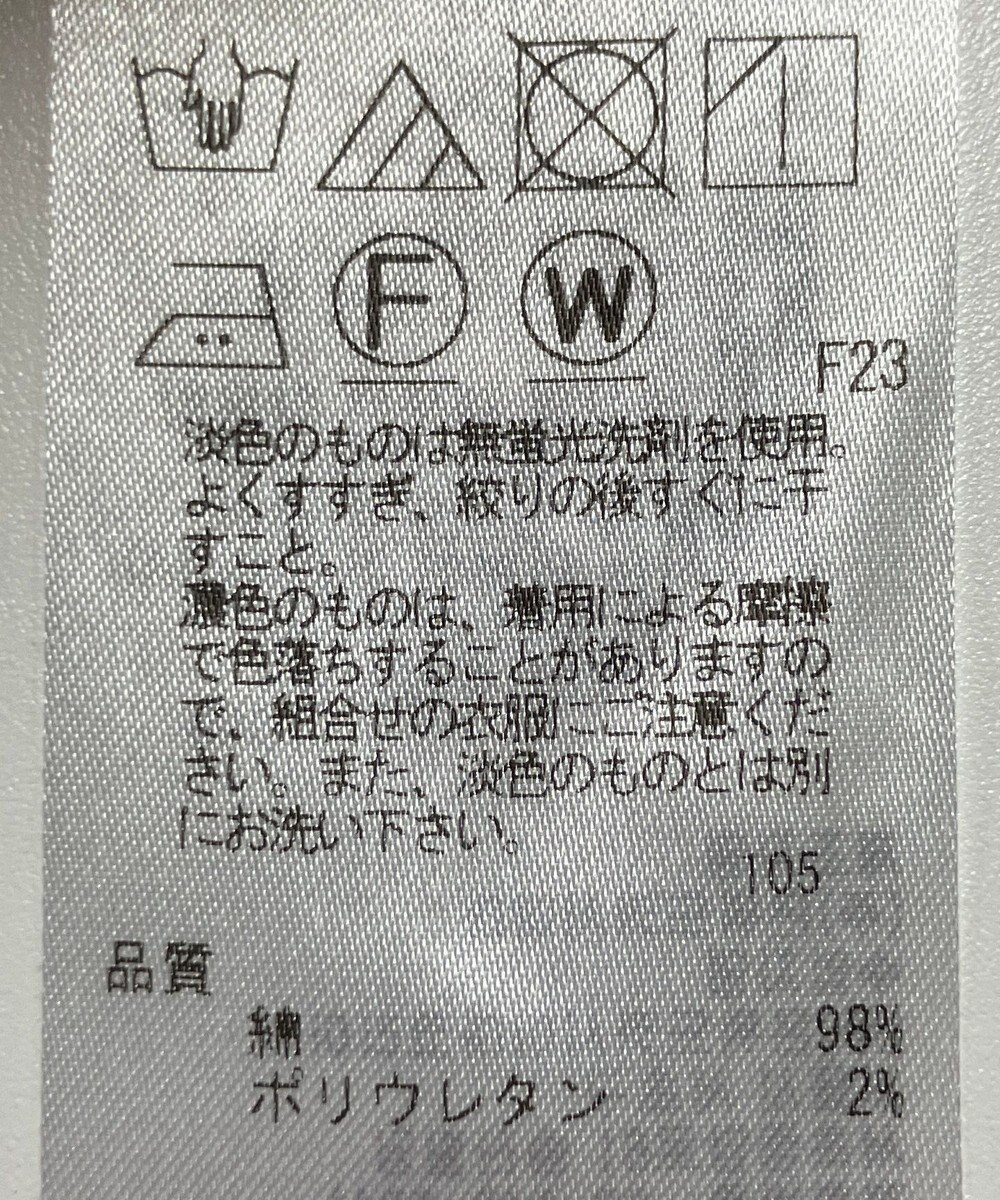 F W
F23
淡色のものは無蛍光洗剤を使用。
よくすすぎ、絞りの後すぐに干
すこと。
濃色のものは、着用による摩擦
で色落ちすることがありますの
で、組合せの衣服にご注意くだ
さい。また、淡色のものとは別
にお洗い下さい。
105
品質
綿 98%
ポリウレタン 2%